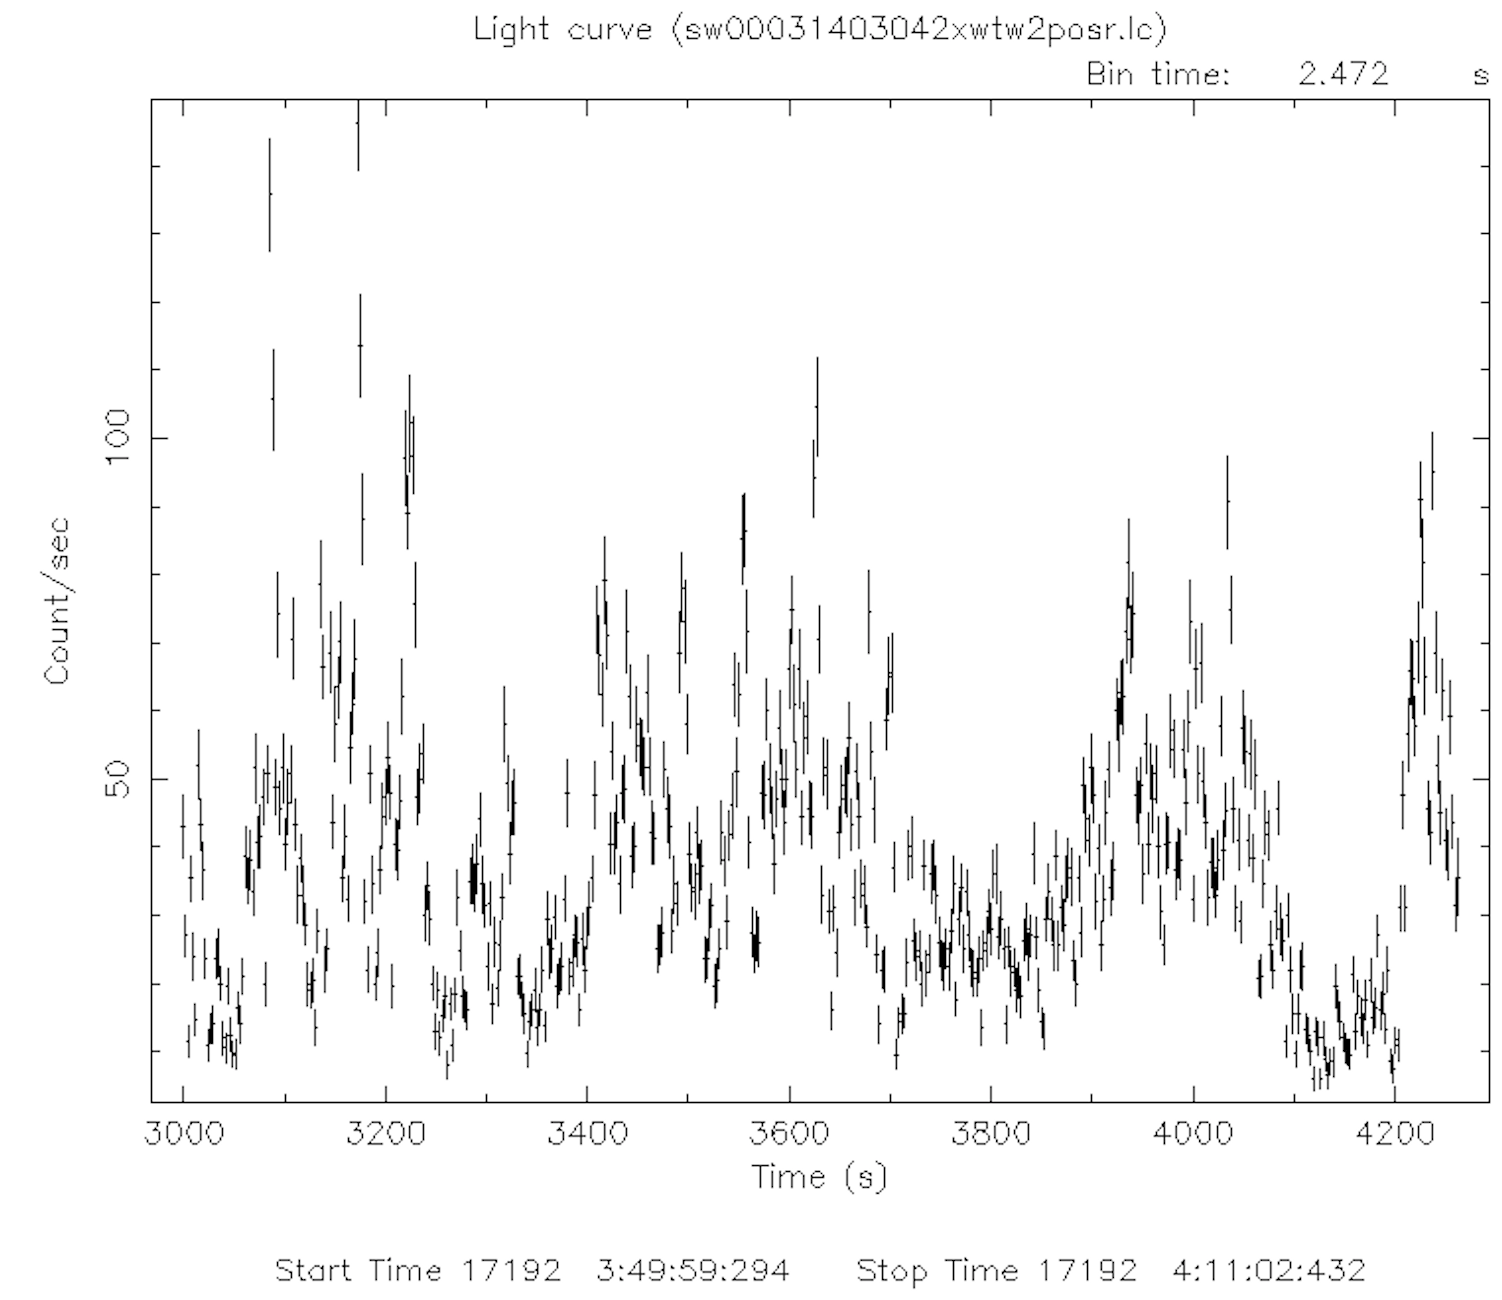 Light curve (sw00031403042xwtw2posr.lc)
Bin time: 2.472 s
Count/sec
100
50
3000 3200 3400 3600 3800 4000 4200
Time (s)
Start Time 17192 3:49:59:294 Stop Time 17192 4:11:02:432